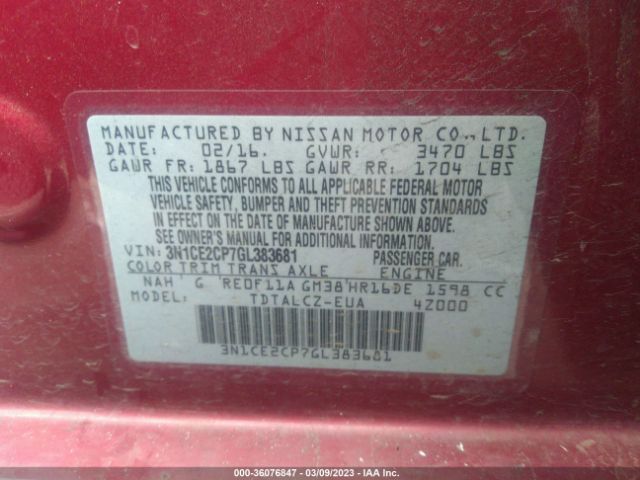 MANUFACTURED BY NISSAN MOTOR CO.,LTD.
DATE: 02/16. GVWR: 3470 LBS
GAWR FR: 1867 LBS GAWR RR: 1704 LBS
THIS VEHICLE CONFORMS TO ALL APPLICABLE FEDERAL MOTOR
VEHICLE SAFETY, BUMPER AND THEFT PREVENTION STANDARDS
IN EFFECT ON THE DATE OF MANUFACTURE SHOWN ABOVE.
SEE OWNER'S MANUAL FOR ADDITIONAL INFORMATION.
VIN: 3N1CE2CP7GL383681 PASSENGER CAR.
COLOR TRIM TRANS AXLE ENGINE
NAH G RE0F11A GM38 HR16DE 1598 CC
MODEL: TDTALCZ-EUA 4Z000
3N1CE2CP7GL383681
000-36076847 | 03/09/2023 | IAA Inc.